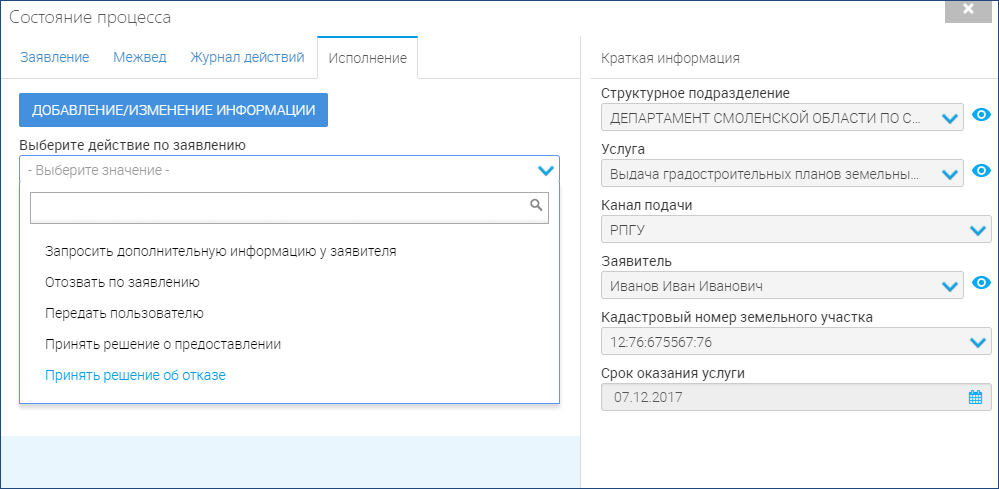 Состояние процесса
Заявление
Межвед
Журнал действий
Исполнение
ДОБАВЛЕНИЕ/ИЗМЕНЕНИЕ ИНФОРМАЦИИ
Выберите действие по заявлению
- Выберите значение -
Запросить дополнительную информацию у заявителя
Отозвать по заявлению
Передать пользователю
Принять решение о предоставлении
Принять решение об отказе
Краткая информация
Структурное подразделение
ДЕПАРТАМЕНТ СМОЛЕНСКОЙ ОБЛАСТИ ПО С...
Услуга
Выдача градостроительных планов земельны...
Канал подачи
РПГУ
Заявитель
Иванов Иван Иванович
Кадастровый номер земельного участка
12:76:675567:76
Срок оказания услуги
07.12.2017